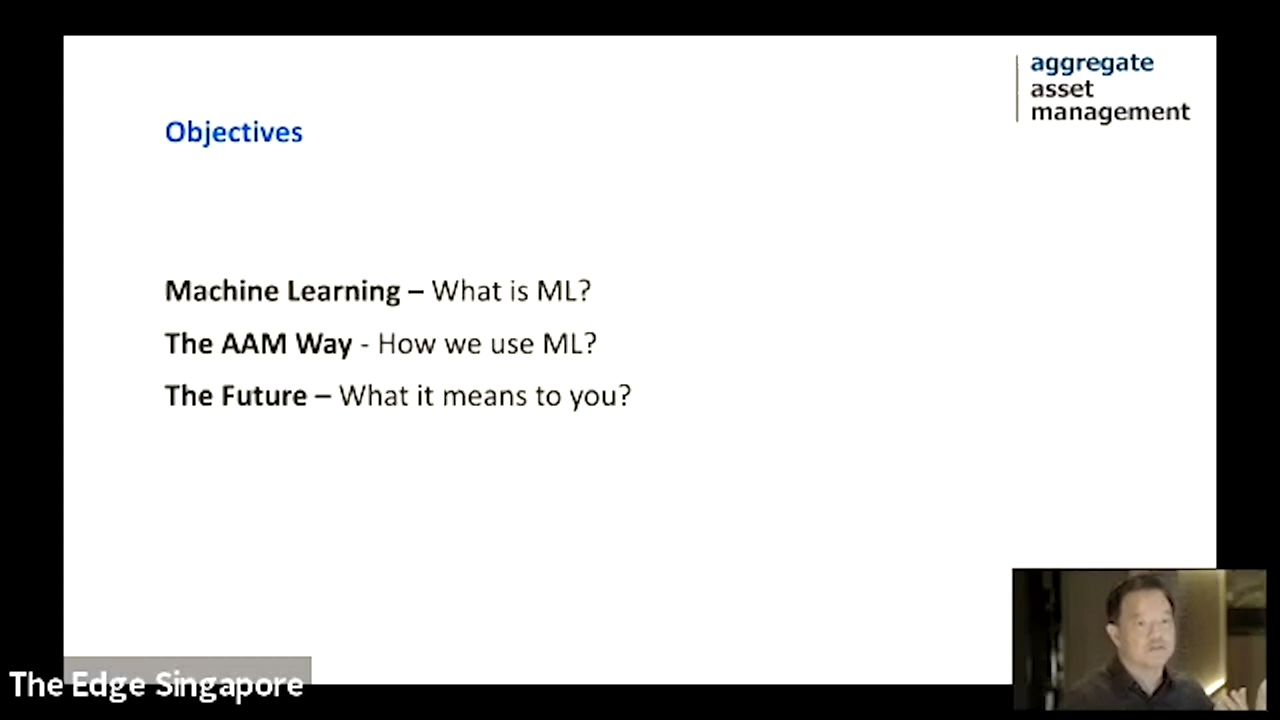 aggregate
asset
management
Objectives
Machine Learning – What is ML?
The AAM Way - How we use ML?
The Future – What it means to you?
The Edge Singapore